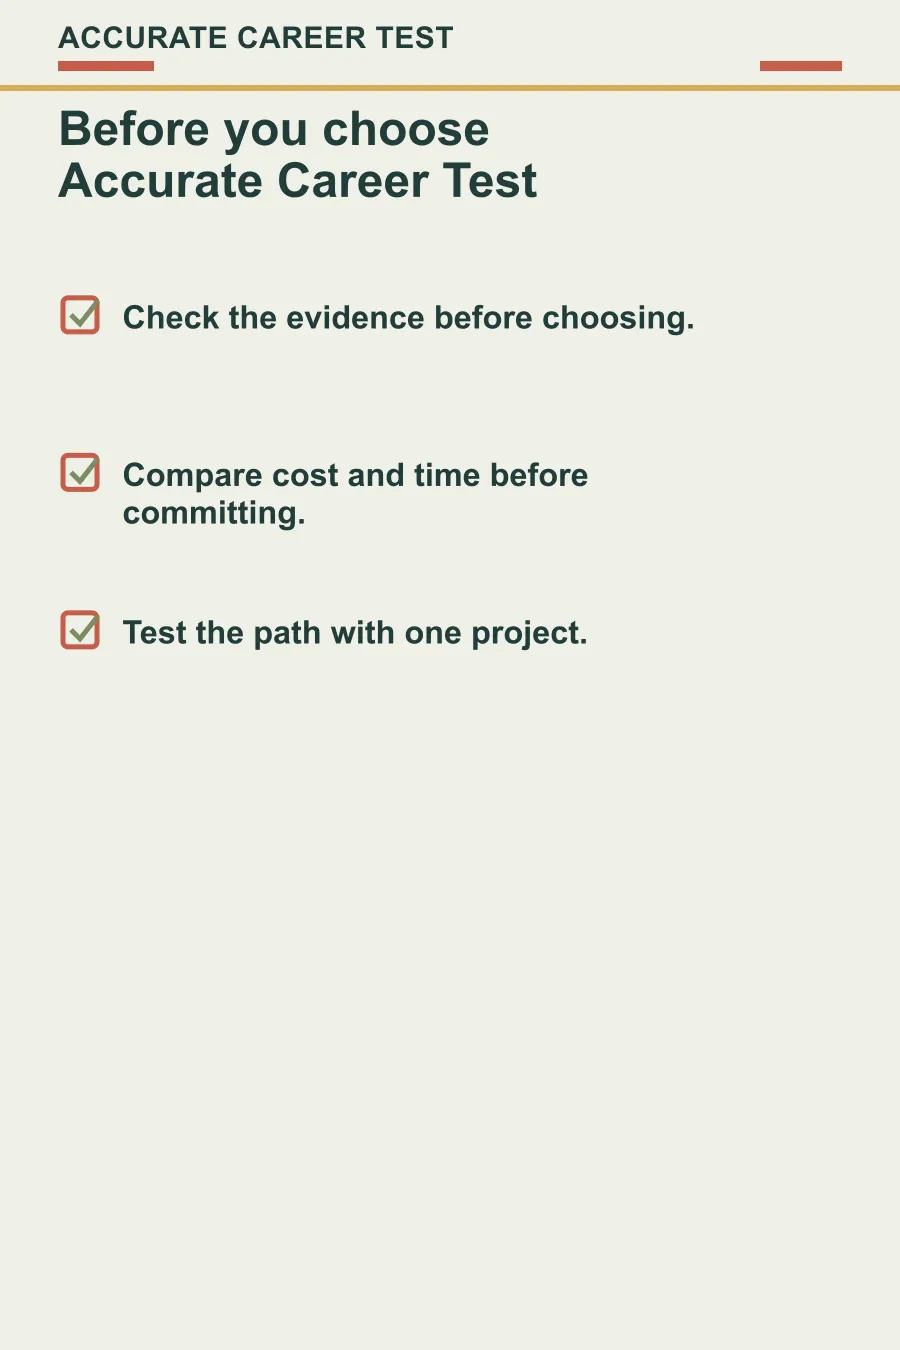 ACCURATE CAREER TEST
Before you choose
Accurate Career Test
Check the evidence before choosing.
Compare cost and time before
committing.
Test the path with one project.